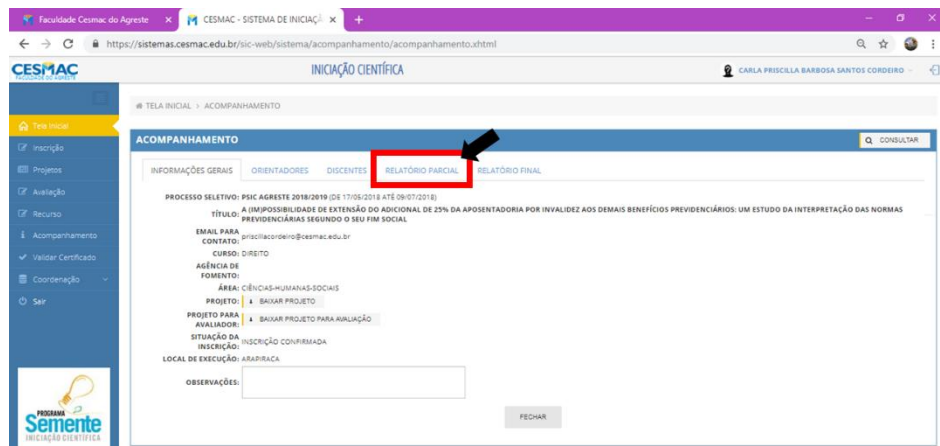 Faculdade Cesmac do Agreste
CESMAC - SISTEMA DE INICIAÇÃ
https://sistemas.cesmac.edu.br/sic-web/sistema/acompanhamento/acompanhamento.xhtml
CESMAC
FACULDADE DO AGRESTE
INICIAÇÃO CIENTÍFICA
CARLA PRISCILLA BARBOSA SANTOS CORDEIRO
TELA INICIAL > ACOMPANHAMENTO
Tela Inicial
Inscrição
Projetos
Avaliação
Recurso
Acompanhamento
Validar Certificado
Coordenação
Sair
PROGRAMA
Semente
INICIAÇÃO CIENTÍFICA
ACOMPANHAMENTO
CONSULTAR
INFORMAÇÕES GERAIS ORIENTADORES DISCENTES RELATÓRIO PARCIAL RELATÓRIO FINAL
PROCESSO SELETIVO: PSIC AGRESTE 2018/2019 (DE 17/05/2018 ATÉ 09/07/2018)
TÍTULO: A (IM)POSSIBILIDADE DE EXTENSÃO DO ADICIONAL DE 25% DA APOSENTADORIA POR INVALIDEZ AOS DEMAIS BENEFÍCIOS PREVIDENCIÁRIOS: UM ESTUDO DA INTERPRETAÇÃO DAS NORMAS
PREVIDENCIÁRIAS SEGUNDO O SEU FIM SOCIAL
EMAIL PARA
CONTATO: priscillacordeiro@cesmac.edu.br
CURSO: DIREITO
AGÊNCIA DE
FOMENTO:
ÁREA: CIÊNCIAS-HUMANAS-SOCIAIS
PROJETO: BAIXAR PROJETO
PROJETO PARA
AVALIADOR: BAIXAR PROJETO PARA AVALIAÇÃO
SITUAÇÃO DA
INSCRIÇÃO: INSCRIÇÃO CONFIRMADA
LOCAL DE EXECUÇÃO: ARAPIRACA
OBSERVAÇÕES:
FECHAR